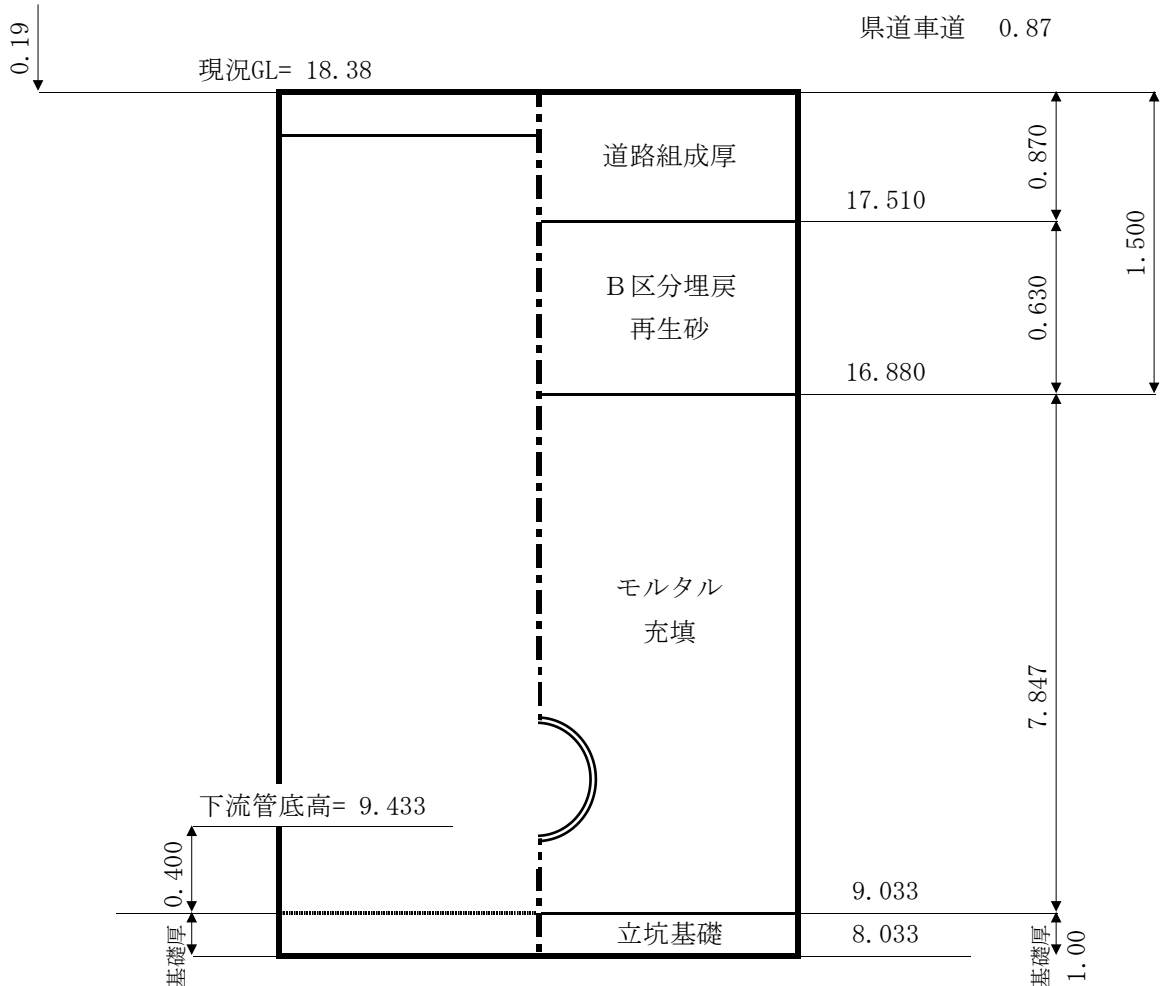 県道車道 0.87
0.19
現況GL= 18.38
道路組成厚
0.870
17.510
1.500
B区分埋戻
再生砂
0.630
16.880
モルタル
充填
7.847
下流管底高= 9.433
0.400
9.033
基礎厚
立坑基礎
8.033
基礎厚
1.00